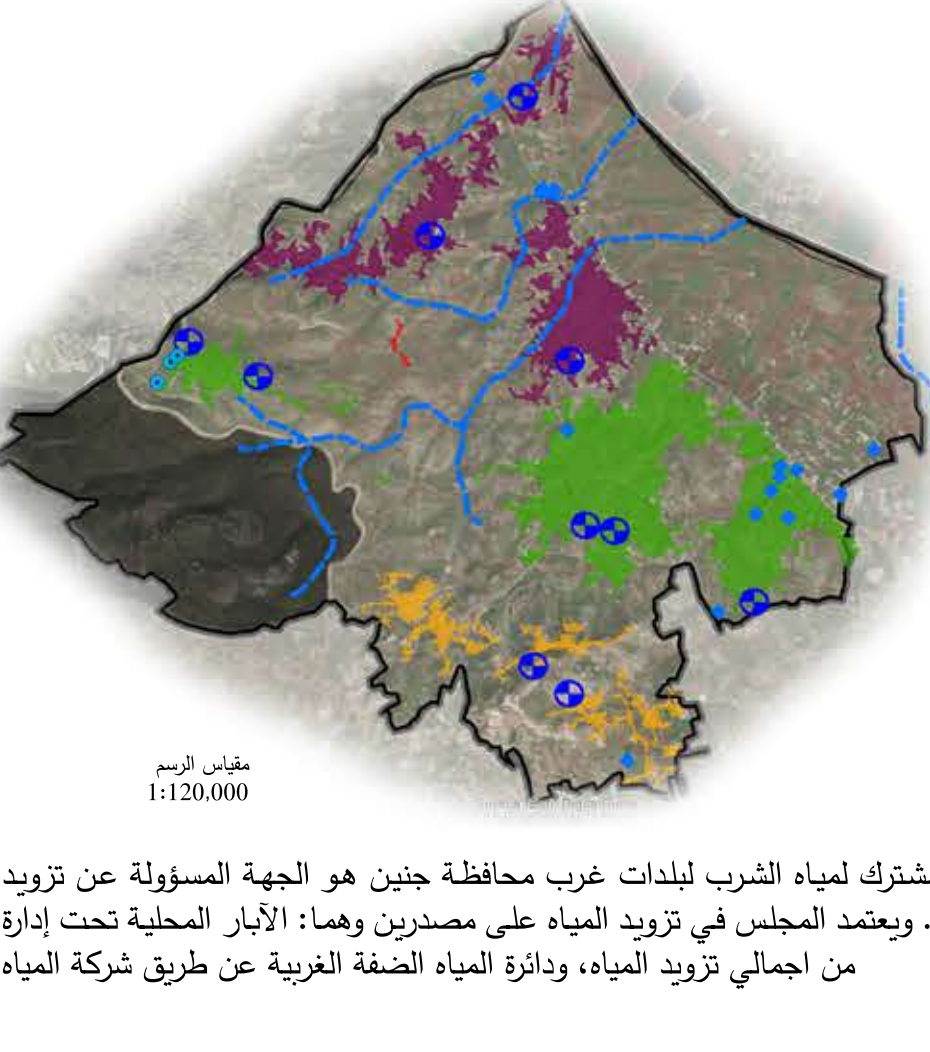 مقياس الرسم
1:120,000
مشترك لمياه الشرب لبلدات غرب محافظة جنين هو الجهة المسؤولة عن تزويد
. ويعتمد المجلس في تزويد المياه على مصدرين وهما: الآبار المحلية تحت إدارة
من اجمالي تزويد المياه، ودائرة المياه الضفة الغربية عن طريق شركة المياه